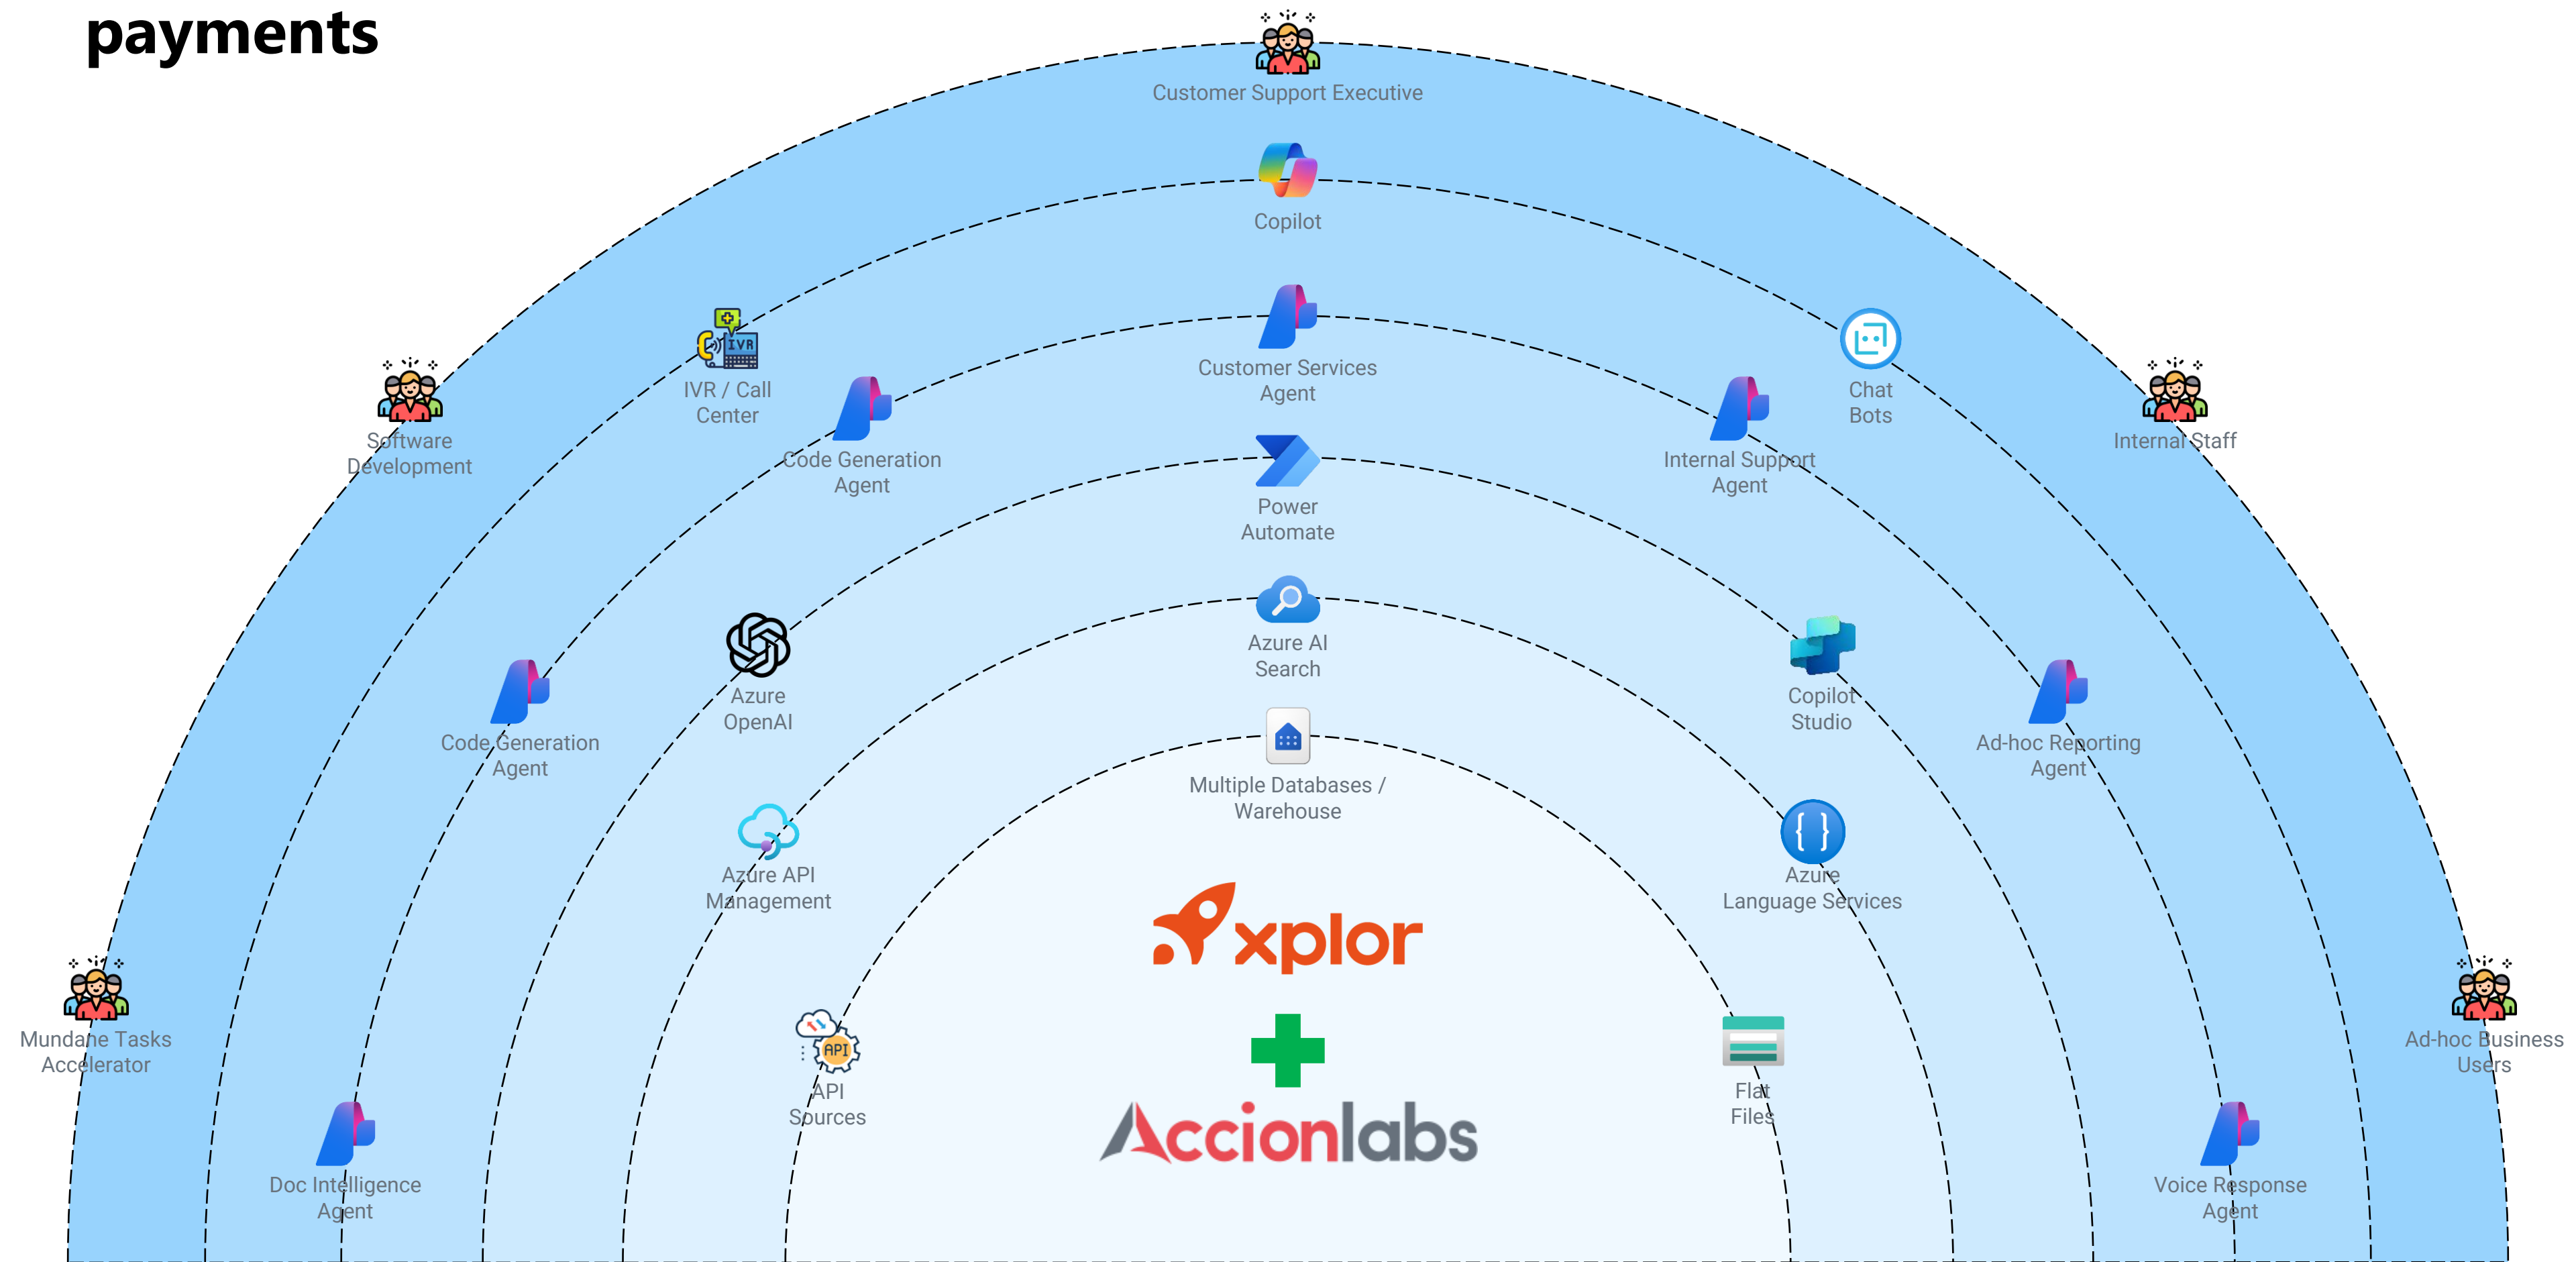 payments
Customer Support Executive
Copilot
IVR
IVR / Call
Center
Customer Services
Agent
Chat
Bots
Software
Development
Code Generation
Agent
Internal Support
Agent
Internal Staff
Power
Automate
Azure AI
Search
Azure
OpenAI
Copilot
Studio
Code Generation
Agent
Ad-hoc Reporting
Agent
Multiple Databases /
Warehouse
Azure API
Management
Azure
Language Services
xplor
Mundane Tasks
Accelerator
API
API
Sources
Flat
Files
Ad-hoc Business
Users
Accionlabs
Doc Intelligence
Agent
Voice Response
Agent